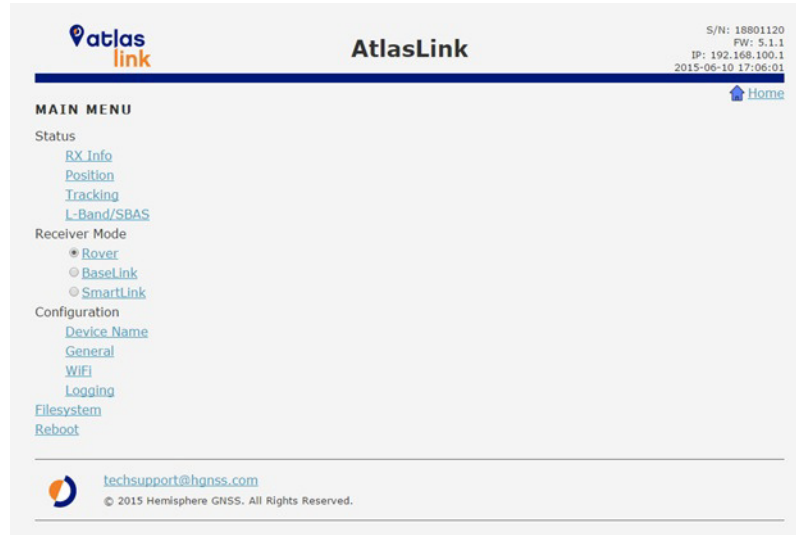 atlas
link
AtlasLink
S/N: 18801120
FW: 5.1.1
IP: 192.168.100.1
2015-06-10 17:06:01
Home
MAIN MENU
Status
RX Info
Position
Tracking
L-Band/SBAS
Receiver Mode
Rover
BaseLink
SmartLink
Configuration
Device Name
General
WiFi
Logging
Filesystem
Reboot
techsupport@hgnss.com
© 2015 Hemisphere GNSS. All Rights Reserved.